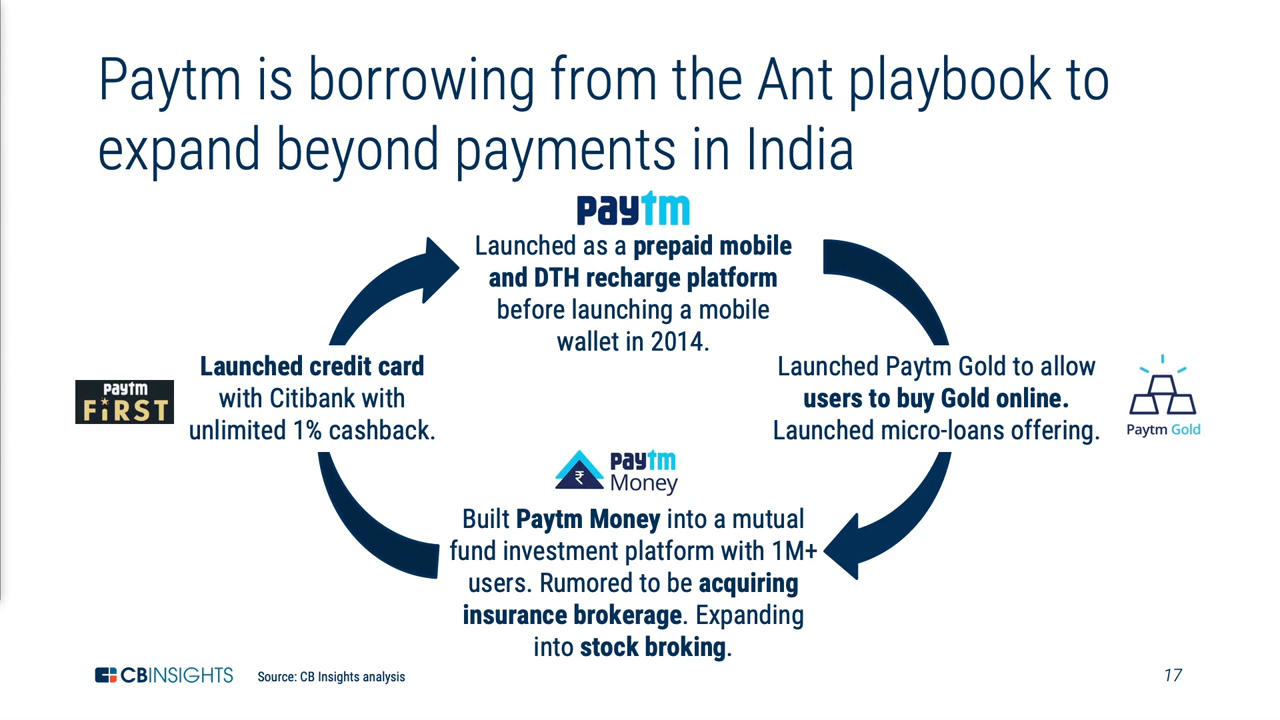 Paytm is borrowing from the Ant playbook to
expand beyond payments in India
paytm
Launched as a prepaid mobile
and DTH recharge platform
before launching a mobile
wallet in 2014.
Launched Paytm Gold to allow
users to buy Gold online.
Launched micro-loans offering.
Paytm Gold
₹
paytm
Money
Built Paytm Money into a mutual
fund investment platform with 1M+
users. Rumored to be acquiring
insurance brokerage. Expanding
into stock broking.
paytm
FiRST
Launched credit card
with Citibank with
unlimited 1% cashback.
CBINSIGHTS
Source: CB Insights analysis
17